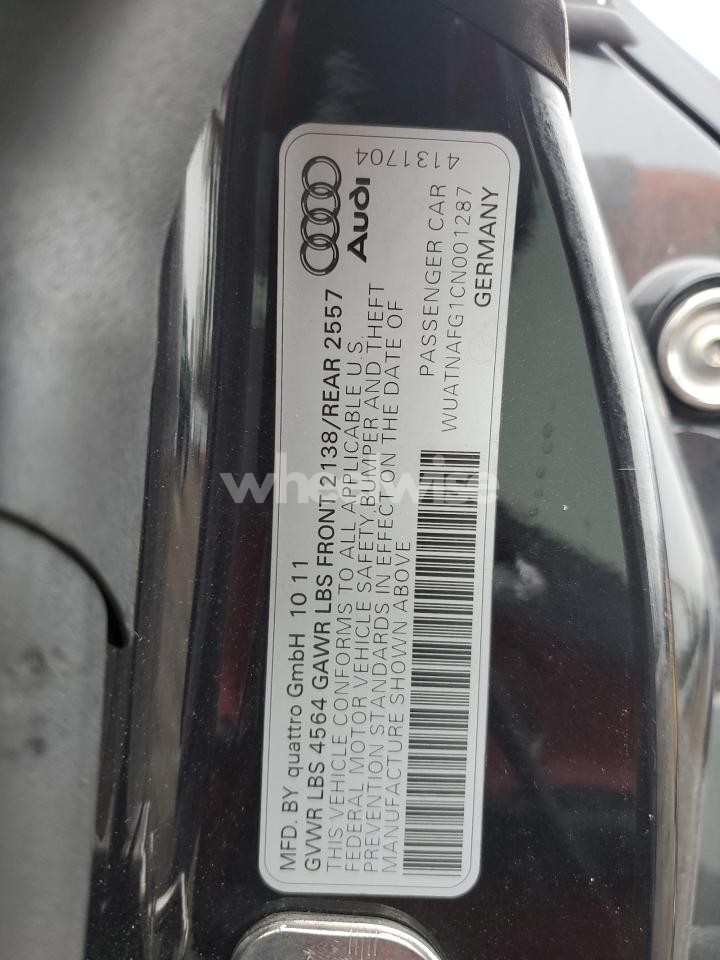 MFD. BY quattro GmbH 10 11
GVWR LBS 4564 GAWR LBS FRONT 2138/REAR 2557
THIS VEHICLE CONFORMS TO ALL APPLICABLE U.S.
FEDERAL MOTOR VEHICLE SAFETY,BUMPER AND THEFT
PREVENTION STANDARDS IN EFFECT ON THE DATE OF
MANUFACTURE SHOWN ABOVE
Audi
4131704
PASSENGER CAR
WUATNAFG1CN001287
GERMANY
wheelwise